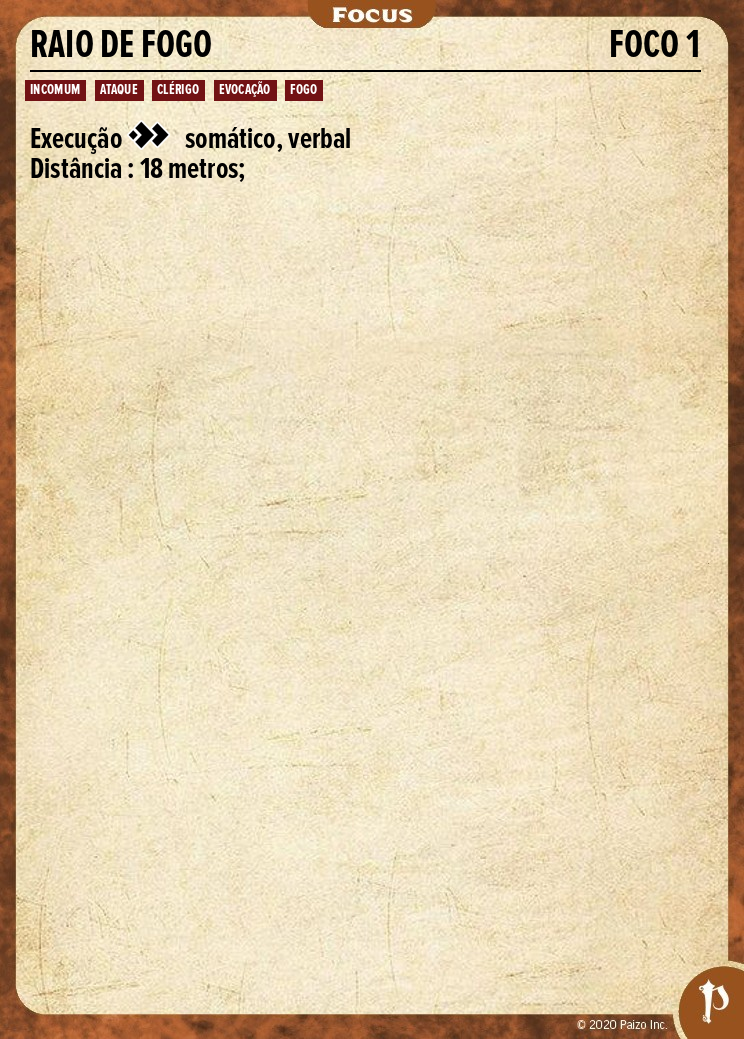 Focus
RAIO DE FOGO FOCO 1
INCOMUM ATAQUE CLÉRIGO EVOCAÇÃO FOGO
Execução somático, verbal
Distância : 18 metros;
© 2020 Paizo Inc.
P